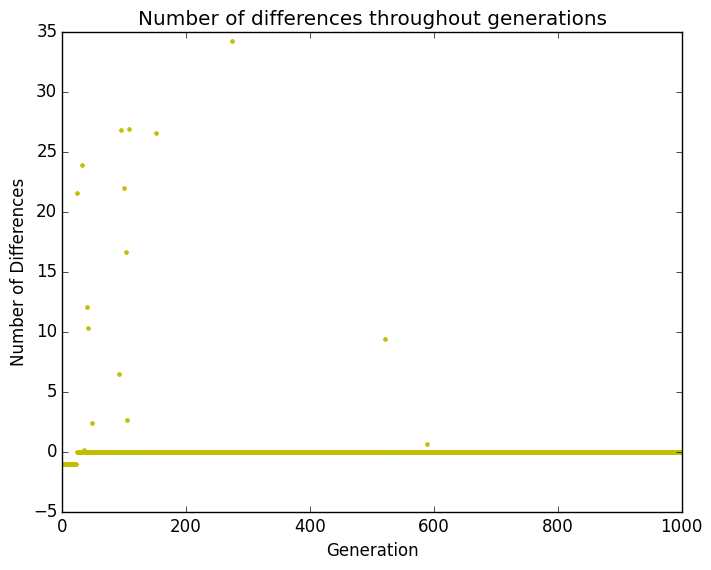 Number of differences throughout generations
35
30
25
20
15
10
5
0
−5
Number of Differences
0 200 400 600 800 1000
Generation